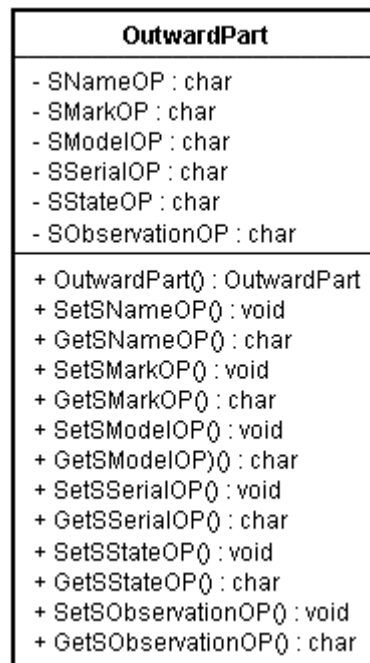 OutwardPart
- SNameOP : char
- SMarkOP : char
- SModelOP : char
- SSerialOP : char
- SStateOP : char
- SObservationOP : char
+ OutwardPart() : OutwardPart
+ SetSNameOP() : void
+ GetSNameOP() : char
+ SetSMarkOP() : void
+ GetSMarkOP() : char
+ SetSModelOP() : void
+ GetSModelOP)() : char
+ SetSSerialOP() : void
+ GetSSerialOP() : char
+ SetSStateOP() : void
+ GetSStateOP() : char
+ SetSObservationOP() : void
+ GetSObservationOP() : char